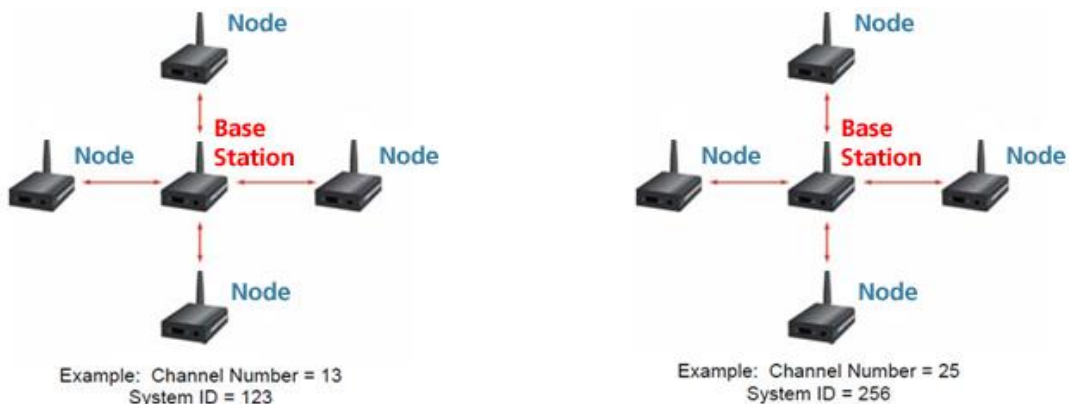 Node
Base
Station
Node
Node
Node
Example: Channel Number = 13
System ID = 123
Node
Base
Station
Node
Node
Node
Example: Channel Number = 25
System ID = 256